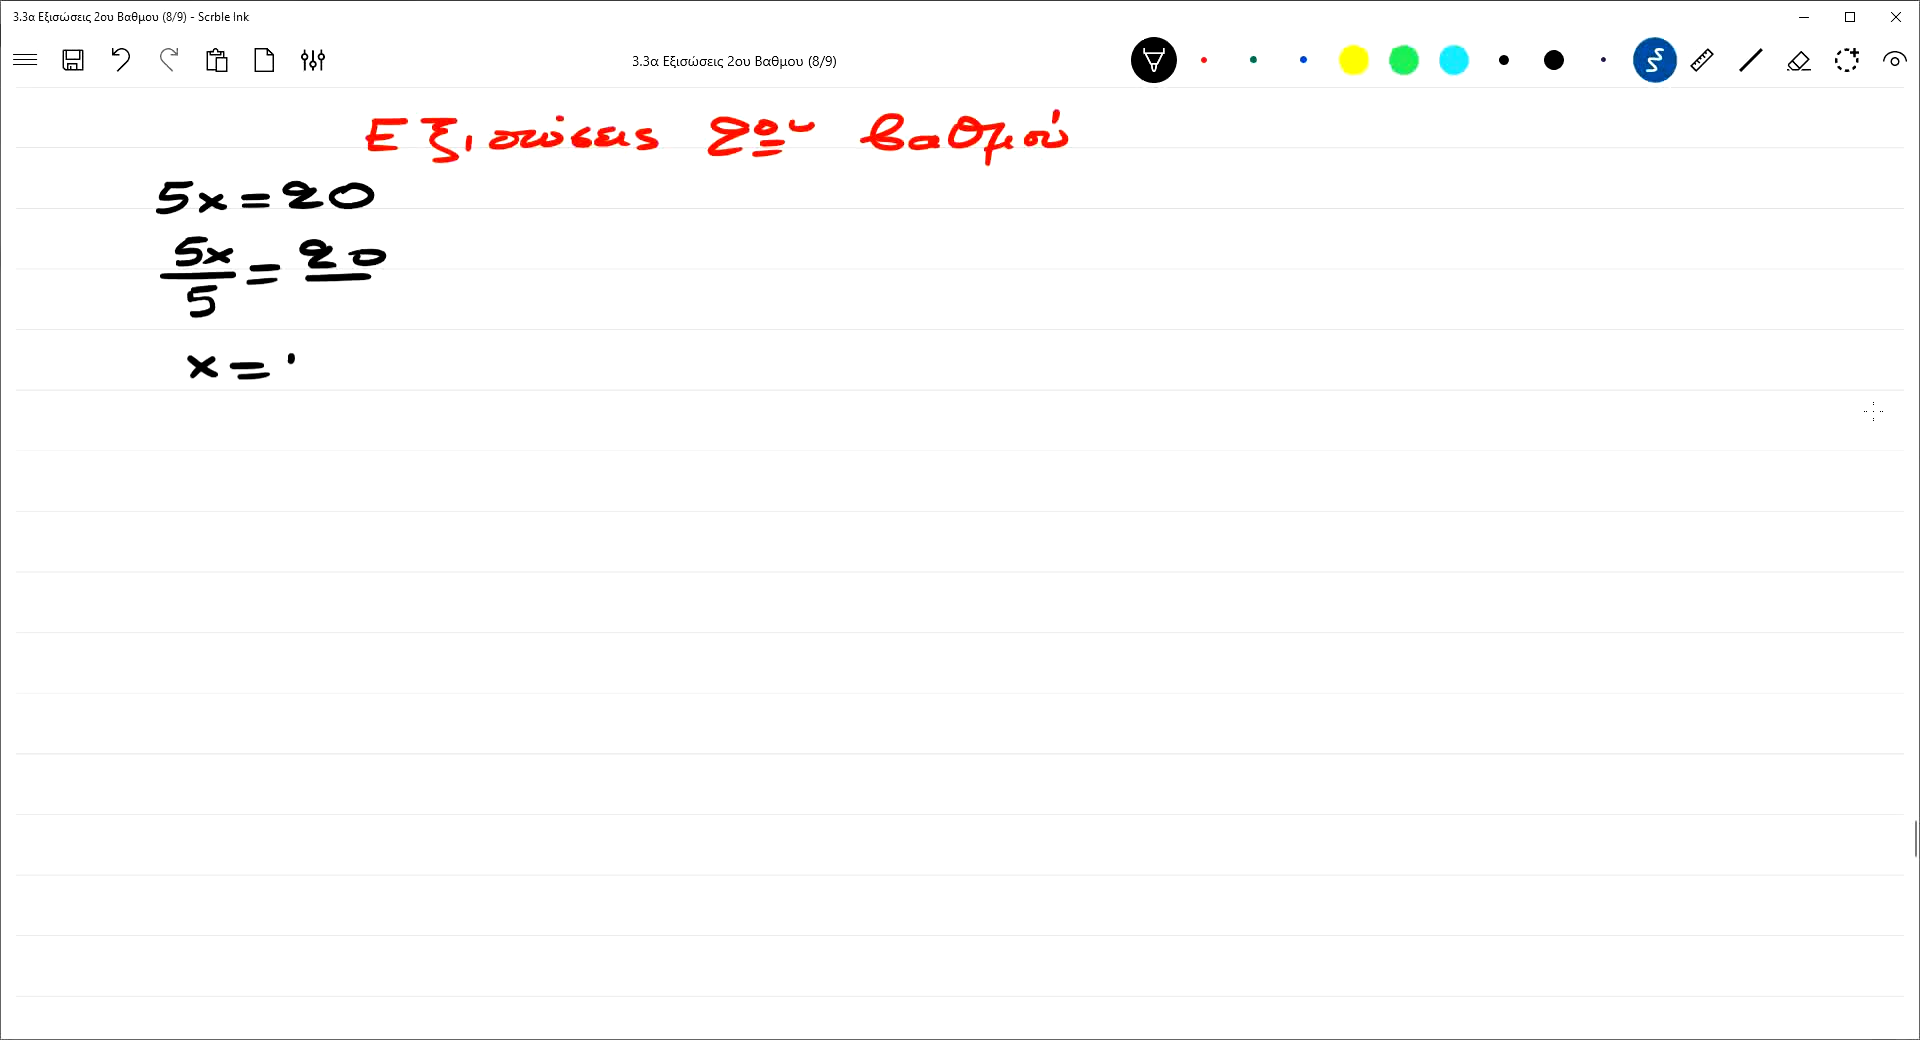 3.3α Εξισώσεις 2ου Βαθμου (8/9) - Scrble Ink
3.3α Εξισώσεις 2ου Βαθμου (8/9)
Εξισώσεις 2ου βαθμού
5x = 20
5x/5 = 20/
x =